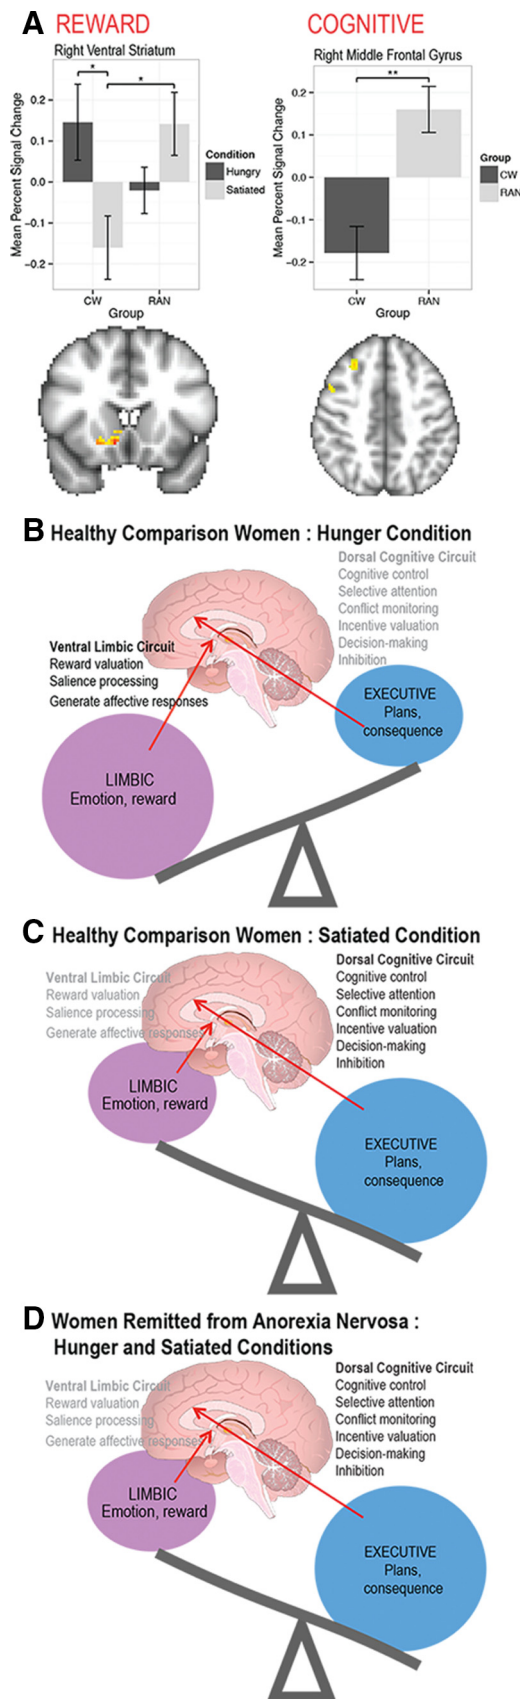 A
REWARD
COGNITIVE
Right Ventral Striatum
Right Middle Frontal Gyrus
Mean Percent Signal Change
0.2
0.1
0.0
−0.1
−0.2
*
*
CW
RAN
Group
Condition
Hungry
Satiated
Mean Percent Signal Change
0.2
0.1
0.0
−0.1
−0.2
**
CW
RAN
Group
Group
CW
RAN
B Healthy Comparison Women : Hunger Condition
Dorsal Cognitive Circuit
Cognitive control
Selective attention
Conflict monitoring
Incentive valuation
Decision-making
Inhibition
Ventral Limbic Circuit
Reward valuation
Salience processing
Generate affective responses
EXECUTIVE
Plans,
consequence
LIMBIC
Emotion, reward
C Healthy Comparison Women : Satiated Condition
Dorsal Cognitive Circuit
Cognitive control
Selective attention
Conflict monitoring
Incentive valuation
Decision-making
Inhibition
Ventral Limbic Circuit
Reward valuation
Salience processing
Generate affective responses
LIMBIC
Emotion, reward
EXECUTIVE
Plans,
consequence
D Women Remitted from Anorexia Nervosa :
Hunger and Satiated Conditions
Dorsal Cognitive Circuit
Cognitive control
Selective attention
Conflict monitoring
Incentive valuation
Decision-making
Inhibition
Ventral Limbic Circuit
Reward valuation
Salience processing
Generate affective responses
LIMBIC
Emotion, reward
EXECUTIVE
Plans,
consequence